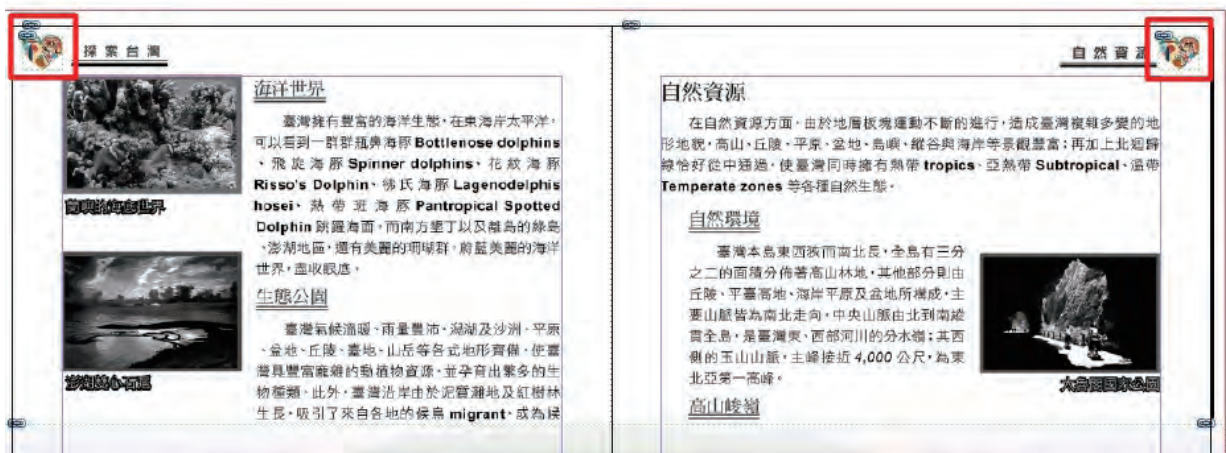 探索台灣
海洋世界
臺灣擁有豐富的海洋生態，在東海岸太平洋，
可以看到一群群瓶鼻海豚 Bottlenose dolphins
、飛旋海豚 Spinner dolphins、花紋海豚
Risso's Dolphin、弗氏海豚 Lagenodelphis
hosei、熱帶斑海豚 Pantropical Spotted
Dolphin 跳躍海面，而南方墾丁以及離島的綠島
、澎湖地區，還有美麗的珊瑚群，蔚藍美麗的海洋
世界，盡收眼底。
蘭嶼的海底世界
生態公園
臺灣氣候溫暖、雨量豐沛，潟湖及沙洲、平原
、盆地、丘陵、臺地、山岳等各式地形齊備，使臺
灣具豐富龐雜的動植物資源，並孕育出繁多的生
物種類。此外，臺灣沿岸由於泥質灘地及紅樹林
生長，吸引了來自各地的候鳥 migrant，成為候
澎湖雙心石滬
自然資源
自然資源
在自然資源方面，由於地層板塊運動不斷的進行，造成臺灣複雜多變的地
形地貌，高山、丘陵、平原、盆地、島嶼、縱谷與海岸等景觀豐富；再加上北迴歸
線恰好從中通過，使臺灣同時擁有熱帶 tropics、亞熱帶 Subtropical、溫帶
Temperate zones 等各種自然生態。
自然環境
臺灣本島東西狹而南北長，全島有三分
之二的面積分佈著高山林地，其他部分則由
丘陵、平臺高地、海岸平原及盆地所構成，主
要山脈皆為南北走向，中央山脈由北到南縱
貫全島，是臺灣東、西部河川的分水嶺；其西
側的玉山山脈，主峰接近 4,000 公尺，為東
北亞第一高峰。
太魯閣國家公園
高山峻嶺